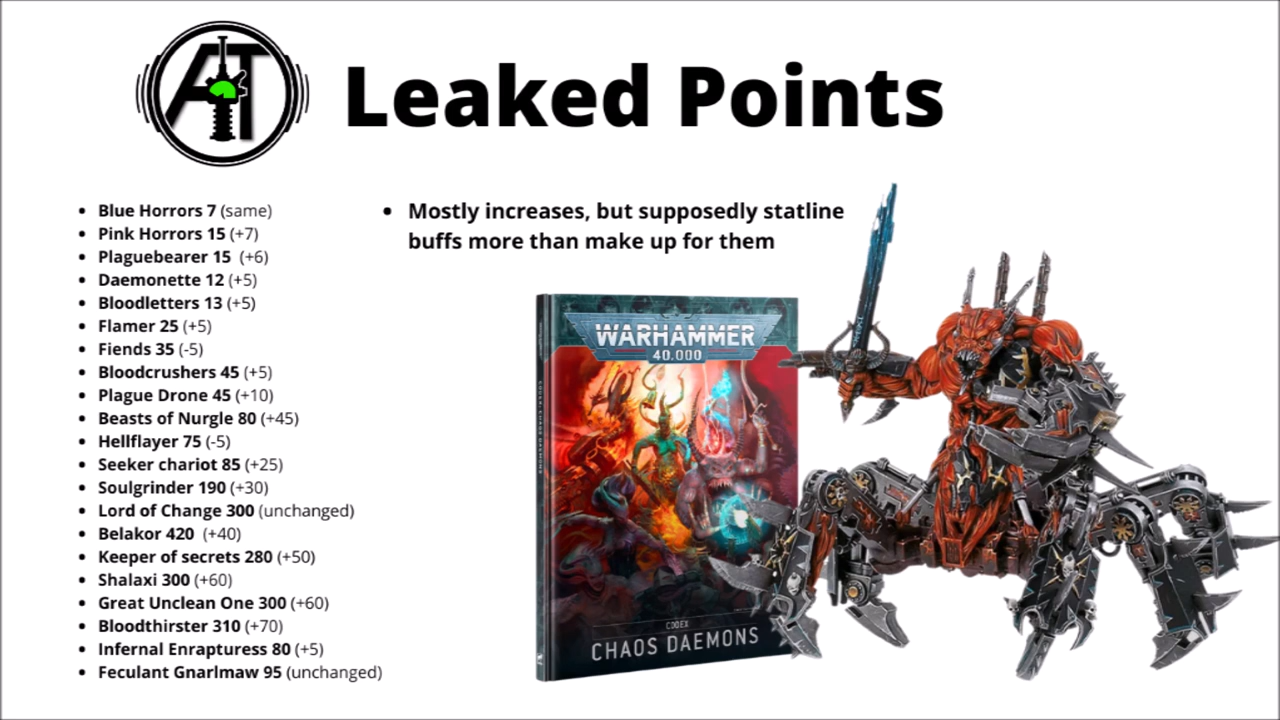 AT
Leaked Points
• Blue Horrors 7 (same)
• Pink Horrors 15 (+7)
• Plaguebearer 15 (+6)
• Daemonette 12 (+5)
• Bloodletters 13 (+5)
• Flamer 25 (+5)
• Fiends 35 (-5)
• Bloodcrushers 45 (+5)
• Plague Drone 45 (+10)
• Beasts of Nurgle 80 (+45)
• Hellflayer 75 (-5)
• Seeker chariot 85 (+25)
• Soulgrinder 190 (+30)
• Lord of Change 300 (unchanged)
• Belakor 420 (+40)
• Keeper of secrets 280 (+50)
• Shalaxi 300 (+60)
• Great Unclean One 300 (+60)
• Bloodthirster 310 (+70)
• Infernal Enrapturess 80 (+5)
• Feculant Gnarlmaw 95 (unchanged)
• Mostly increases, but supposedly statline
buffs more than make up for them
WARHAMMER
40,000
CODEX
CHAOS DAEMONS